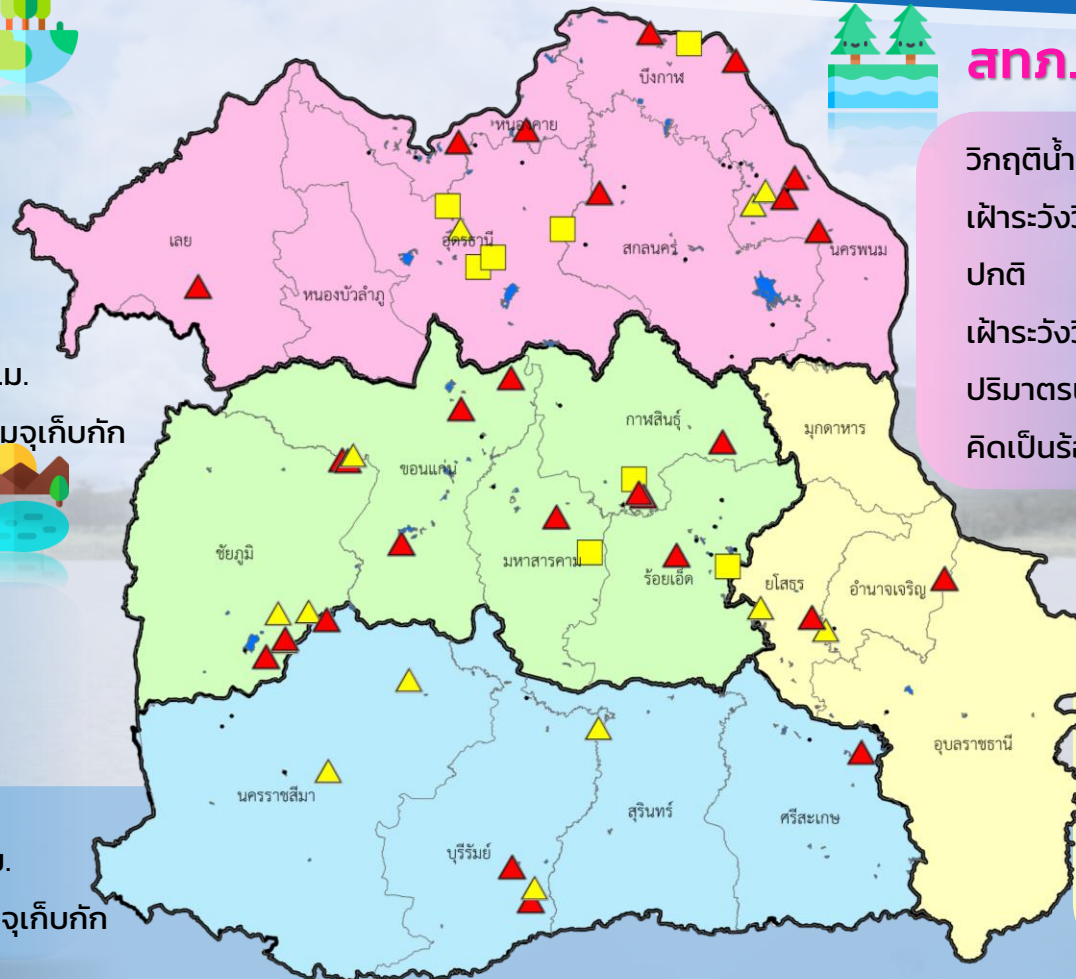 สทภ.
วิกฤติน้ำ
เฝ้าระวังวิ
ปกติ
เฝ้าระวังวิ
ปริมาตรน
คิดเป็นร้อ
บึงกาฬ
หนองคาย
เลย
อุดรธานี
สกลนคร
นครพนม
หนองบัวลำภู
.ม.
มจุเก็บกัก
กาฬสินธุ์
มุกดาหาร
ขอนแก่น
ชัยภูมิ
มหาสารคาม
ร้อยเอ็ด
ยโสธร
อำนาจเจริญ
อุบลราชธานี
นครราชสีมา
สุรินทร์
ศรีสะเกษ
บุรีรัมย์
ม.
จุเก็บกัก